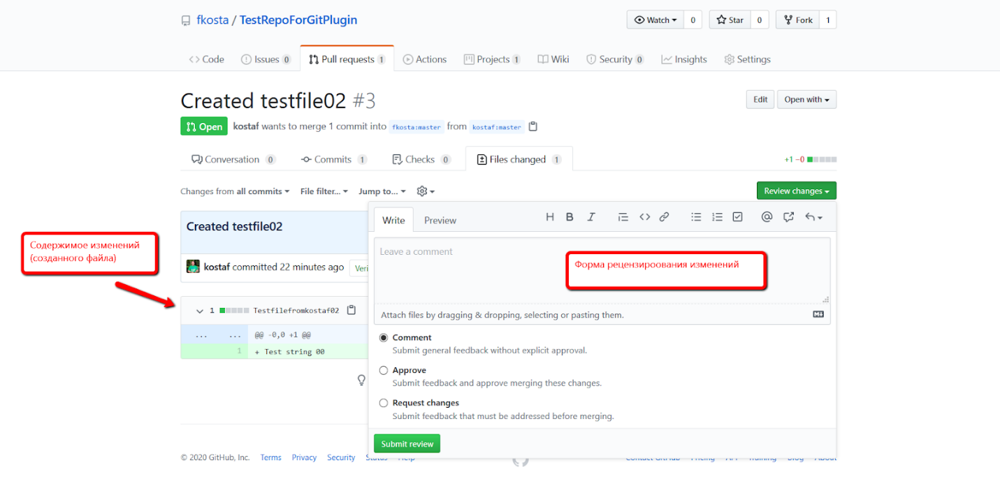 fkosta / TestRepoForGitPlugin
Watch 0 Star 0 Fork 1
Code Issues 0 Pull requests 1 Actions Projects 1 Wiki Security 0 Insights Settings
Created testfile02 #3
Edit Open with
Open kostaf wants to merge 1 commit into fkosta:master from kostaf:master
Conversation 0 Commits 1 Checks 0 Files changed 1 +1 −0
Changes from all commits File filter... Jump to... Review changes
Created testfile02
Write Preview H B I
Leave a comment
Содержимое изменений
(созданного файла)
Форма рецензироования изменений
kostaf committed 22 minutes ago Veri
Attach files by dragging & dropping, selecting or pasting them.
1 Testfilefromkostaf02
... ... @@ -0,0 +1 @@
1 + Test string 00
Comment
Submit general feedback without explicit approval.
Approve
Submit feedback and approve merging these changes.
Request changes
Submit feedback that must be addressed before merging.
Submit review
© 2020 GitHub, Inc. Terms Privacy Security Status Help Contact GitHub Pricing API Training Blog About